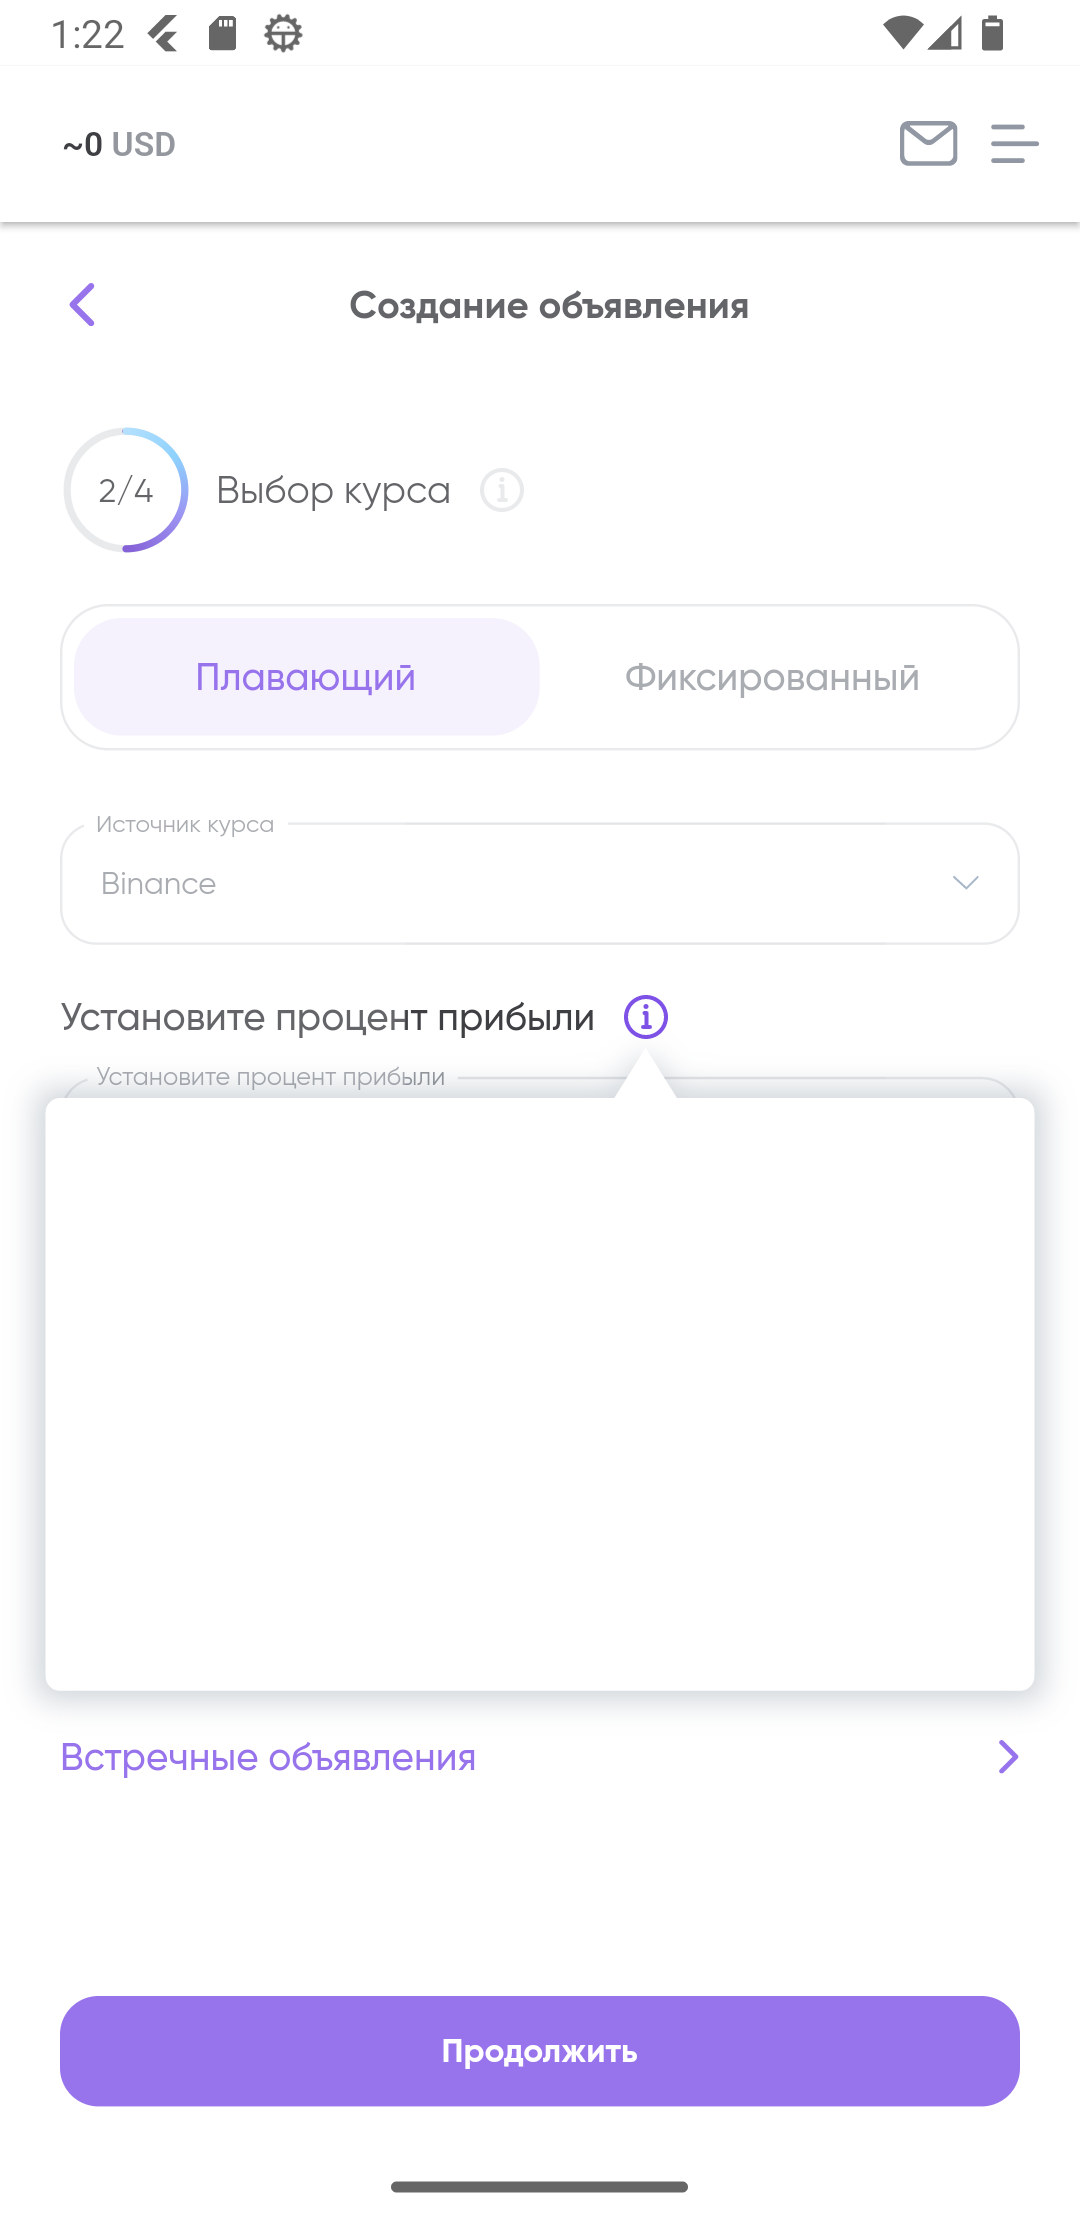 1:22
~0 USD
Создание объявления
2/4
Выбор курса
Плавающий
Фиксированный
Источник курса
Binance
Установите процент прибыли
Установите процент прибыли
Встречные объявления
Продолжить